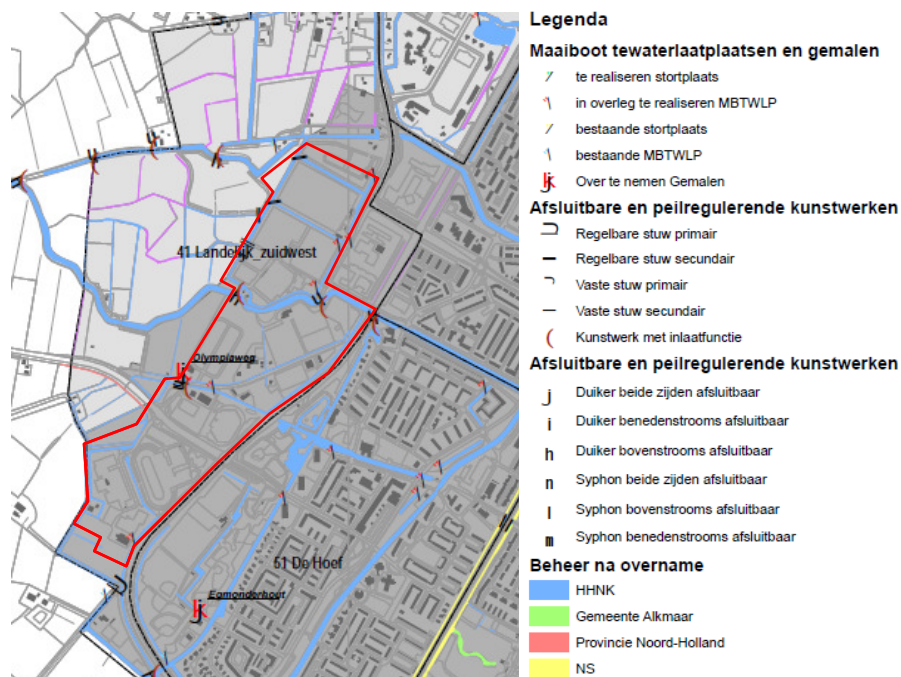 41 Landelijk_zuidwest
Olympiaweg
51 De Hoef
Egmonderhout
Legenda
Maaiboot tewaterlaatplaatsen en gemalen
te realiseren stortplaats
in overleg te realiseren MBTWLP
bestaande stortplaats
bestaande MBTWLP
Over te nemen Gemalen
Afsluitbare en peilregulerende kunstwerken
Regelbare stuw primair
Regelbare stuw secundair
Vaste stuw primair
Vaste stuw secundair
( Kunstwerk met inlaatfunctie
Afsluitbare en peilregulerende kunstwerken
j Duiker beide zijden afsluitbaar
i Duiker benedenstrooms afsluitbaar
h Duiker bovenstrooms afsluitbaar
n Syphon beide zijden afsluitbaar
l Syphon bovenstrooms afsluitbaar
m Syphon benedenstrooms afsluitbaar
Beheer na overname
HHNK
Gemeente Alkmaar
Provincie Noord-Holland
NS